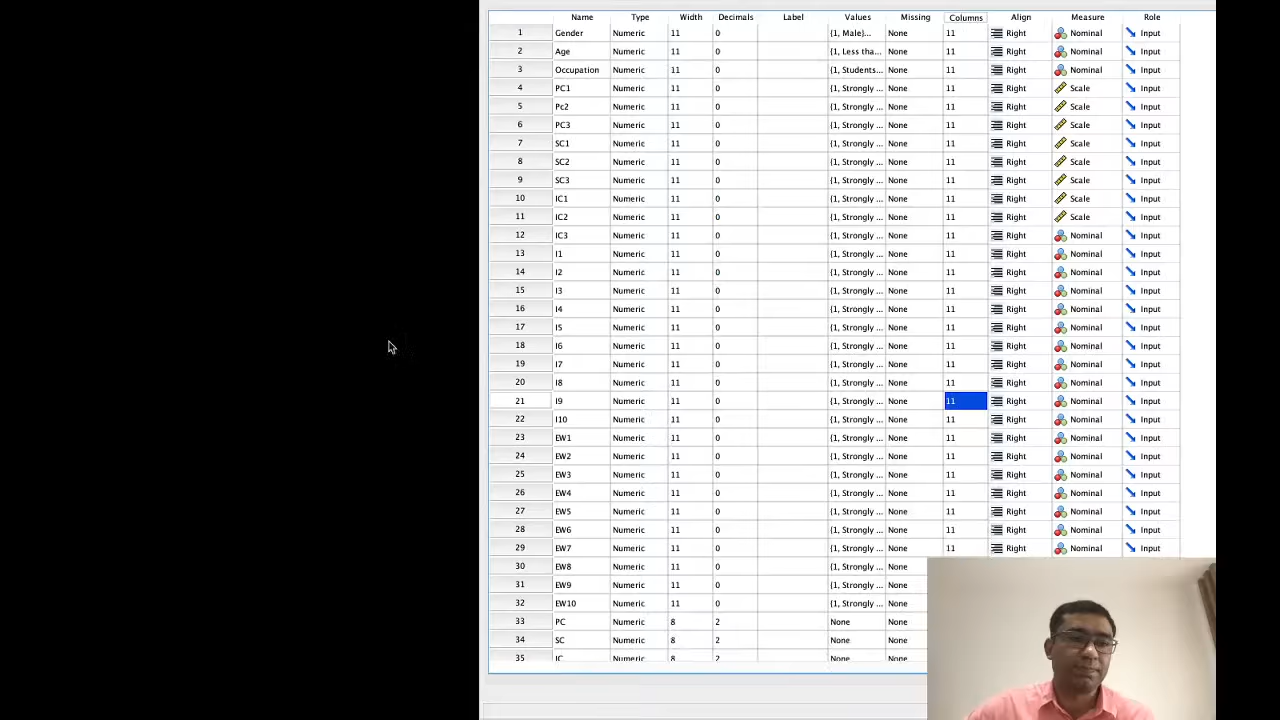 Name Type Width Decimals Label Values Missing Columns Align Measure Role
1 Gender Numeric 11 0 {1, Male}... None 11 Right Nominal Input
2 Age Numeric 11 0 {1, Less tha... None 11 Right Nominal Input
3 Occupation Numeric 11 0 {1, Students... None 11 Right Nominal Input
4 PC1 Numeric 11 0 {1, Strongly ... None 11 Right Scale Input
5 Pc2 Numeric 11 0 {1, Strongly ... None 11 Right Scale Input
6 PC3 Numeric 11 0 {1, Strongly ... None 11 Right Scale Input
7 SC1 Numeric 11 0 {1, Strongly ... None 11 Right Scale Input
8 SC2 Numeric 11 0 {1, Strongly ... None 11 Right Scale Input
9 SC3 Numeric 11 0 {1, Strongly ... None 11 Right Scale Input
10 IC1 Numeric 11 0 {1, Strongly ... None 11 Right Scale Input
11 IC2 Numeric 11 0 {1, Strongly ... None 11 Right Scale Input
12 IC3 Numeric 11 0 {1, Strongly ... None 11 Right Nominal Input
13 I1 Numeric 11 0 {1, Strongly ... None 11 Right Nominal Input
14 I2 Numeric 11 0 {1, Strongly ... None 11 Right Nominal Input
15 I3 Numeric 11 0 {1, Strongly ... None 11 Right Nominal Input
16 I4 Numeric 11 0 {1, Strongly ... None 11 Right Nominal Input
17 I5 Numeric 11 0 {1, Strongly ... None 11 Right Nominal Input
18 I6 Numeric 11 0 {1, Strongly ... None 11 Right Nominal Input
19 I7 Numeric 11 0 {1, Strongly ... None 11 Right Nominal Input
20 I8 Numeric 11 0 {1, Strongly ... None 11 Right Nominal Input
21 I9 Numeric 11 0 {1, Strongly ... None 11 Right Nominal Input
22 I10 Numeric 11 0 {1, Strongly ... None 11 Right Nominal Input
23 EW1 Numeric 11 0 {1, Strongly ... None 11 Right Nominal Input
24 EW2 Numeric 11 0 {1, Strongly ... None 11 Right Nominal Input
25 EW3 Numeric 11 0 {1, Strongly ... None 11 Right Nominal Input
26 EW4 Numeric 11 0 {1, Strongly ... None 11 Right Nominal Input
27 EW5 Numeric 11 0 {1, Strongly ... None 11 Right Nominal Input
28 EW6 Numeric 11 0 {1, Strongly ... None 11 Right Nominal Input
29 EW7 Numeric 11 0 {1, Strongly ... None 11 Right Nominal Input
30 EW8 Numeric 11 0 {1, Strongly ... None
31 EW9 Numeric 11 0 {1, Strongly ... None
32 EW10 Numeric 11 0 {1, Strongly ... None
33 PC Numeric 8 2 None None
34 SC Numeric 8 2 None None
35 IC Numeric 8 2 None None